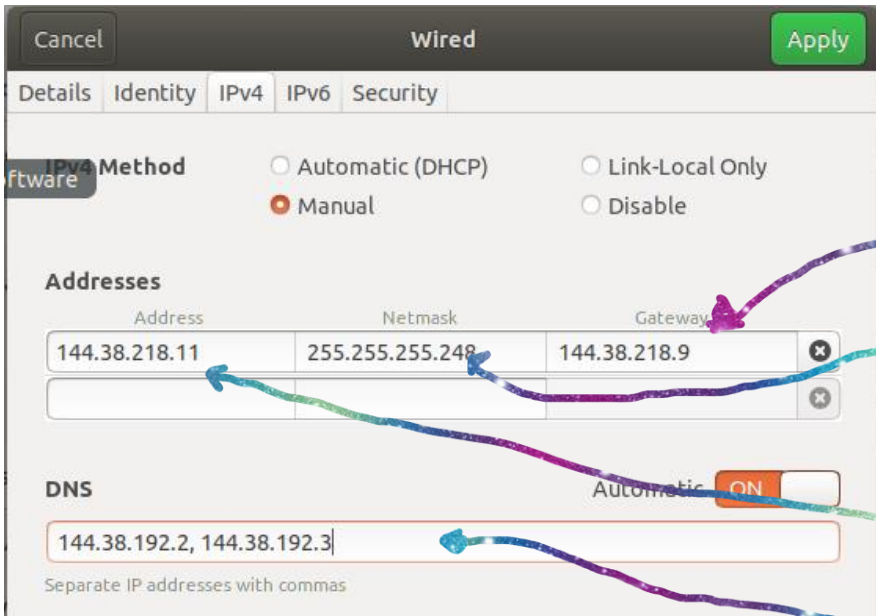 Cancel Wired Apply
Details Identity IPv4 IPv6 Security
IPv4 Method Automatic (DHCP) Link-Local Only
ftware
Manual Disable
Addresses
Address Netmask Gateway
144.38.218.11 255.255.255.248 144.38.218.9
DNS Automatic ON
144.38.192.2, 144.38.192.3
Separate IP addresses with commas